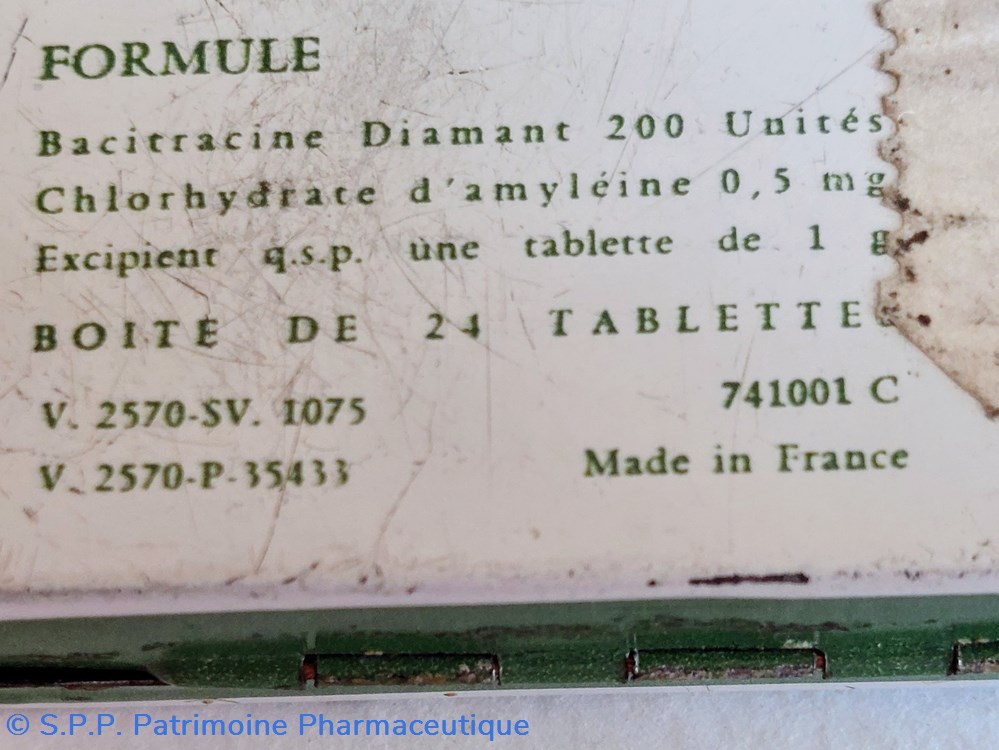 FORMULE
Bacitracine Diamant 200 Unités
Chlorhydrate d'amyléine 0,5 mg
Excipient q.s.p. une tablette de 1 g
BOITE DE 24 TABLETTES
V. 2570-SV. 1075
741001 C
V. 2570-P-35433
Made in France
© S.P.P. Patrimoine Pharmaceutique